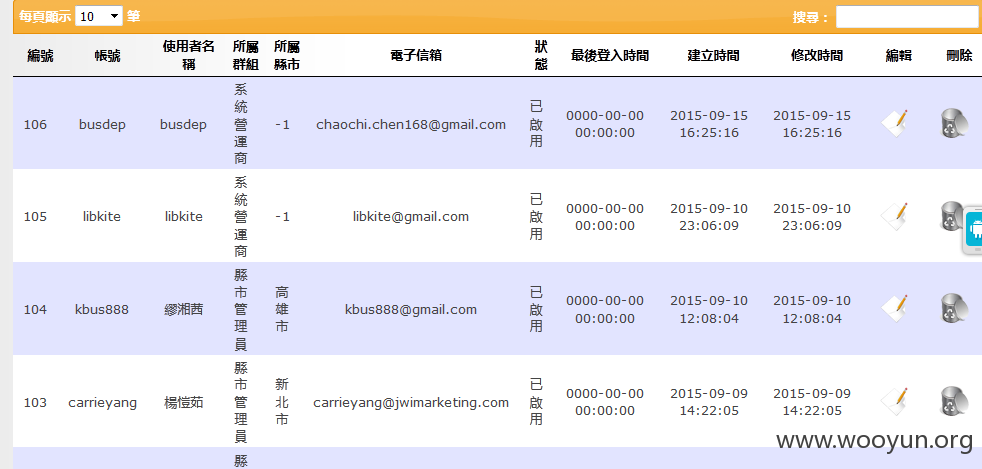 每頁顯示 10 筆 搜尋：
編號 帳號 使用者名稱 所屬群組 所屬縣市 電子信箱 狀態 最後登入時間 建立時間 修改時間 編輯 刪除
106 busdep busdep 系統營運商 -1 chaochi.chen168@gmail.com 已啟用 0000-00-00 00:00:00 2015-09-15 16:25:16 2015-09-15 16:25:16
105 libkite libkite 系統營運商 -1 libkite@gmail.com 已啟用 0000-00-00 00:00:00 2015-09-10 23:06:09 2015-09-10 23:06:09
104 kbus888 繆湘茜 縣市管理員 高雄市 kbus888@gmail.com 已啟用 0000-00-00 00:00:00 2015-09-10 12:08:04 2015-09-10 12:08:04
103 carrieyang 楊愷茹 縣市管理員 新北市 carrieyang@jwimarketing.com 已啟用 0000-00-00 00:00:00 2015-09-09 14:22:05 2015-09-09 14:22:05
縣
www.wooyun.org